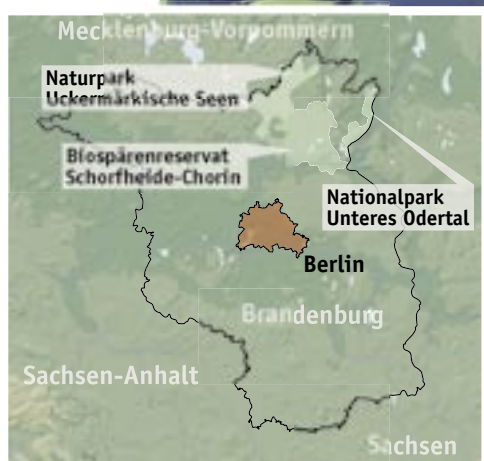 Mecklenburg-Vorpommern
Naturpark
Uckermärkische Seen
Biospärenreservat
Schorfheide-Chorin
Nationalpark
Unteres Odertal
Berlin
Brandenburg
Sachsen-Anhalt
Sachsen